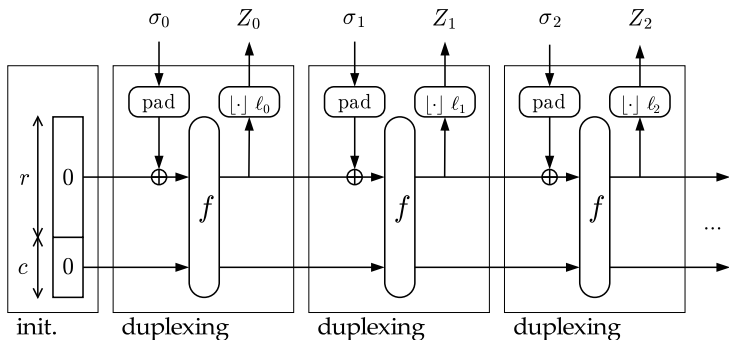 σ₀ Z₀ σ₁ Z₁ σ₂ Z₂
pad ⌊·⌋ ℓ₀ pad ⌊·⌋ ℓ₁ pad ⌊·⌋ ℓ₂
r 0
f f f
...
c 0
init. duplexing duplexing duplexing